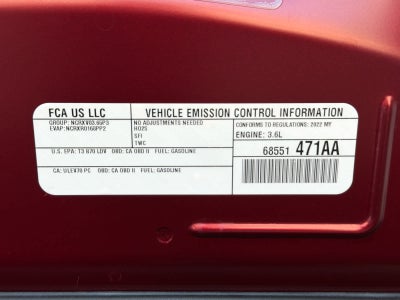 FCA US LLC
VEHICLE EMISSION CONTROL INFORMATION
GROUP: NCRXV03.65P3
EVAP: NCRXR0166PP2
NO ADJUSTMENTS NEEDED
HO2S
SFI
TWC
CONFORMS TO REGULATIONS: 2022 MY
ENGINE: 3.6L
U.S. EPA: T3 B70 LDV OBD: CA OBD II FUEL: GASOLINE
68551 471AA
CA: ULEV70 PC OBD: CA OBD II FUEL: GASOLINE